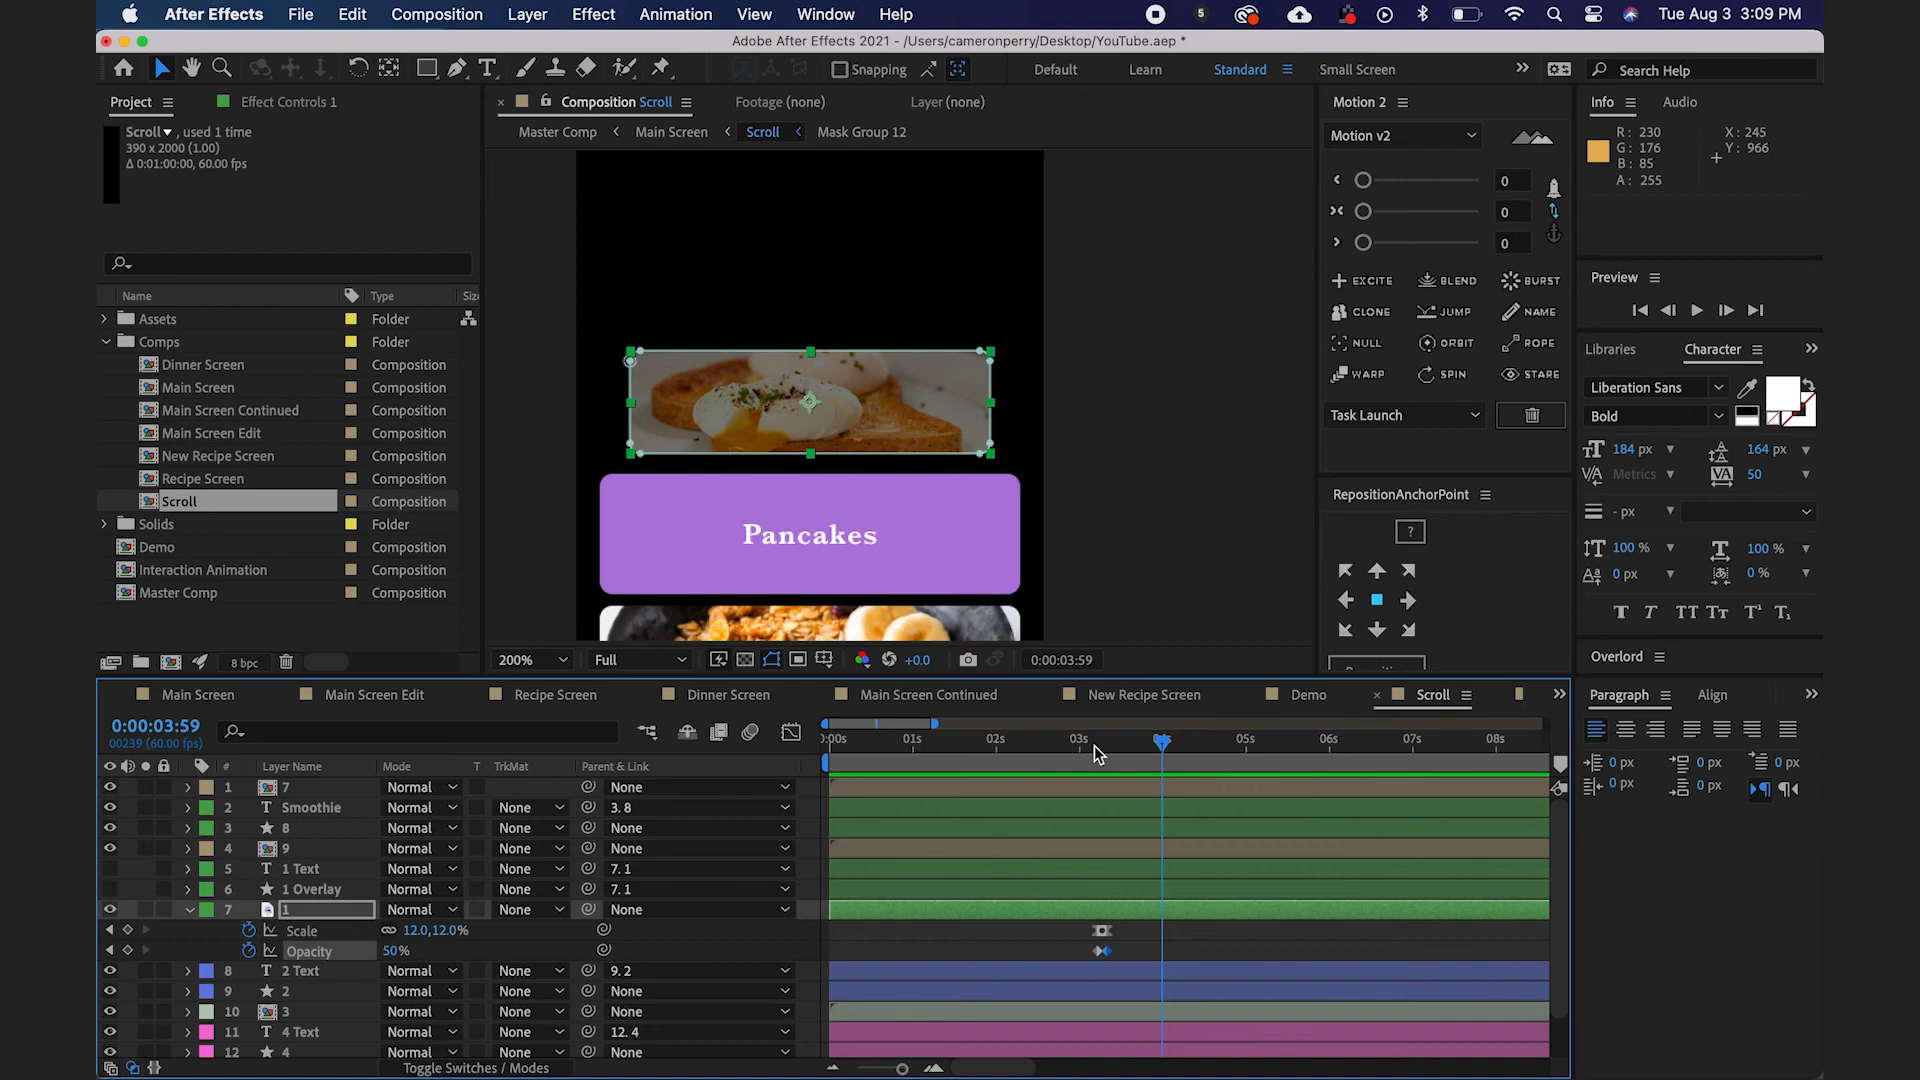 After Effects File Edit Composition Layer Effect Animation View Window Help 5 Tue Aug 3 3:09 PM
Adobe After Effects 2021 - /Users/cameronperry/Desktop/YouTube.aep *
Snapping Default Learn Standard Small Screen Search Help
Project Effect Controls 1
Scroll , used 1 time
390 x 2000 (1.00)
Δ 0:01:00:00, 60.00 fps
Name Type Siz
Assets Folder
Comps Folder
Dinner Screen Composition
Main Screen Composition
Main Screen Continued Composition
Main Screen Edit Composition
New Recipe Screen Composition
Recipe Screen Composition
Scroll Composition
Solids Folder
Demo Composition
Interaction Animation Composition
Master Comp Composition
8 bpc
Composition Scroll Footage (none) Layer (none)
Master Comp Main Screen Scroll Mask Group 12
Pancakes
200% Full +0.0 0:00:03:59
Motion 2
Motion v2
0
0
0
EXCITE BLEND BURST
CLONE JUMP NAME
NULL ORBIT ROPE
WARP SPIN STARE
Task Launch
RepositionAnchorPoint
?
Info Audio
R: 230 X: 245
G: 176 Y: 966
B: 85
A: 255
Preview
Libraries Character
Liberation Sans
Bold
184 px 164 px
Metrics 50
- px
100 % 100 %
0 px 0 %
Overlord
Paragraph Align
0 px 0 px 0 px
0 px 0 px
Main Screen Main Screen Edit Recipe Screen Dinner Screen Main Screen Continued New Recipe Screen Demo Scroll
0:00:03:59
00239 (60.00 fps)
:00s 01s 02s 03s 04s 05s 06s 07s 08s
# Layer Name Mode T TrkMat Parent & Link
1 7 Normal None
2 T Smoothie Normal None 3. 8
3 8 Normal None None
4 9 Normal None None
5 T 1 Text Normal None 7. 1
6 1 Overlay Normal None 7. 1
7 1 Normal None None
Scale 12.0,12.0%
Opacity 50%
8 T 2 Text Normal None 9. 2
9 2 Normal None None
10 3 Normal None None
11 T 4 Text Normal None 12. 4
12 4 Normal None None
Toggle Switches / Modes